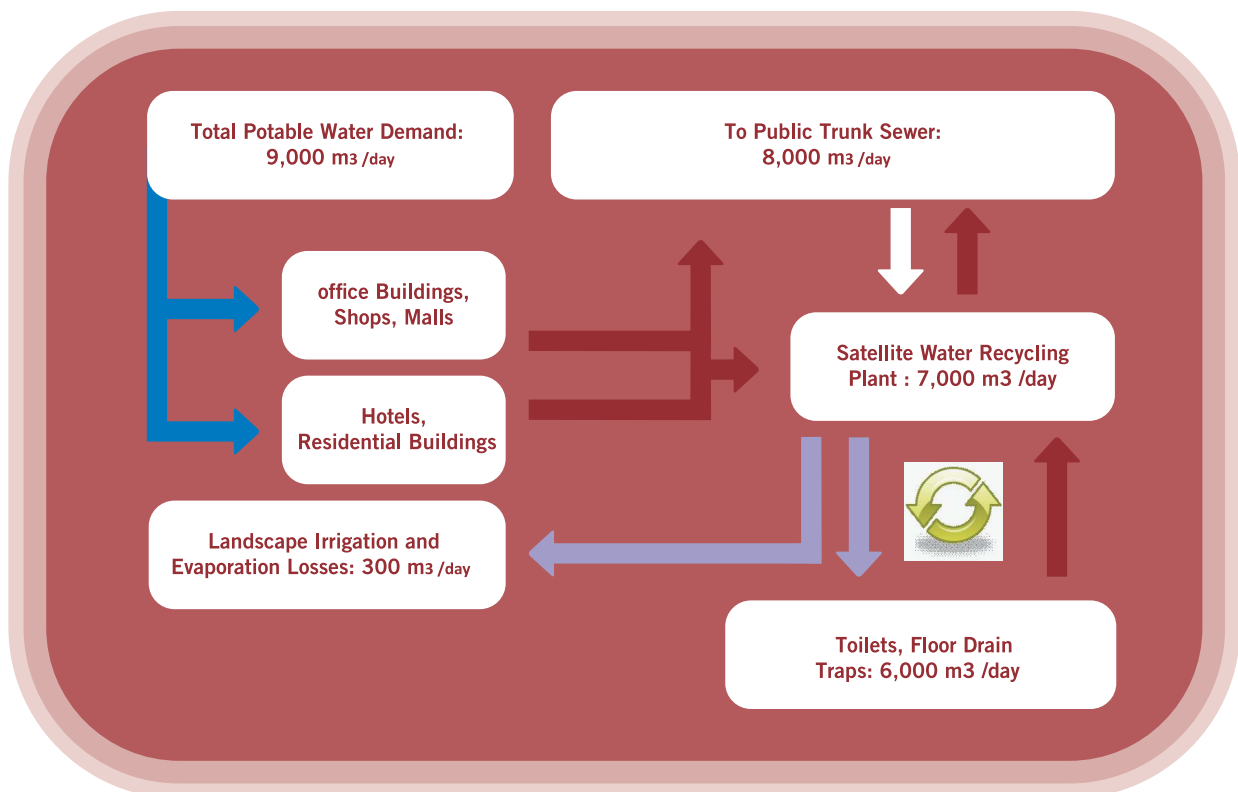 Total Potable Water Demand:
9,000 m3 /day
To Public Trunk Sewer:
8,000 m3 /day
office Buildings,
Shops, Malls
Satellite Water Recycling
Plant : 7,000 m3 /day
Hotels,
Residential Buildings
Landscape Irrigation and
Evaporation Losses: 300 m3 /day
Toilets, Floor Drain
Traps: 6,000 m3 /day